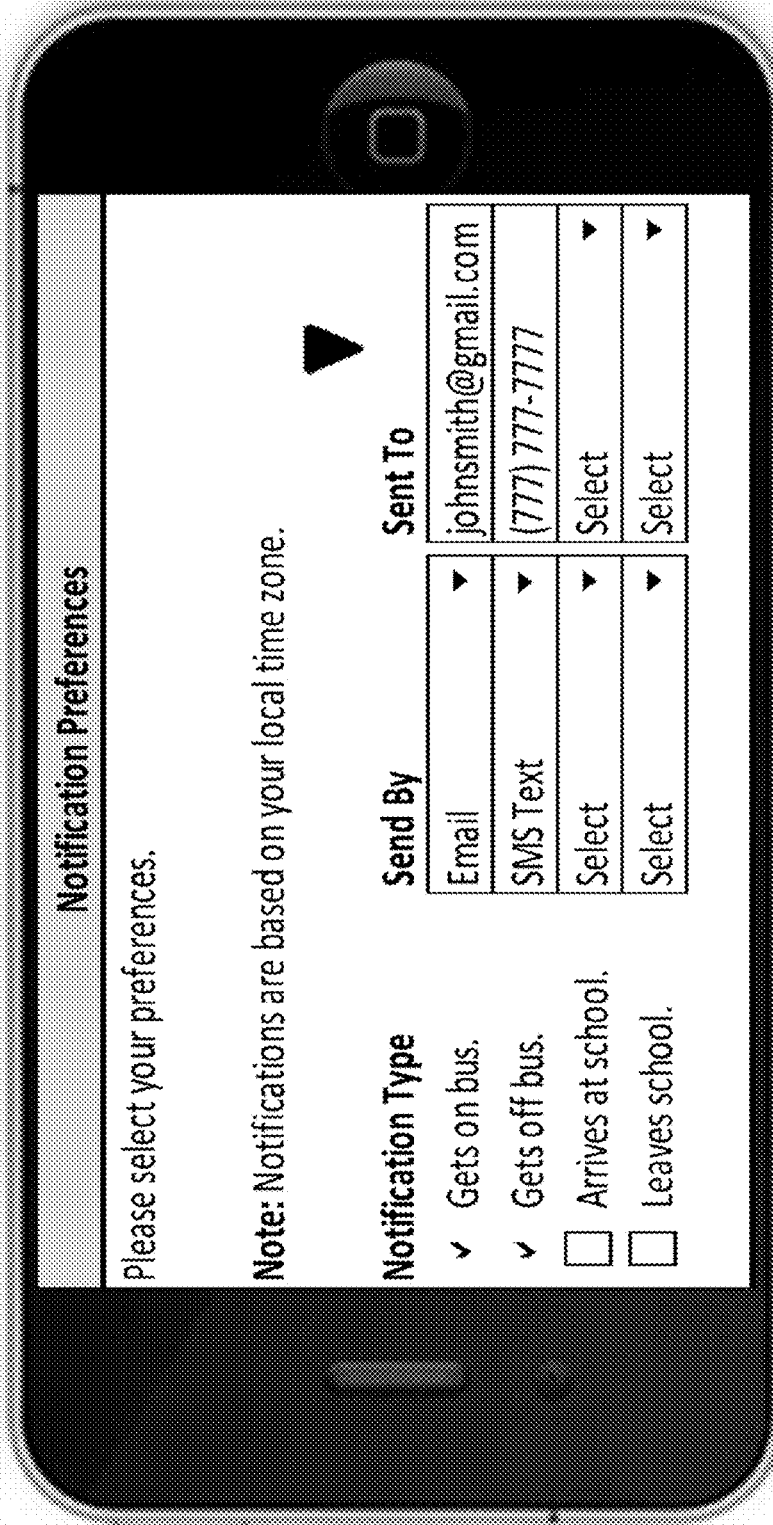 Notification Preferences
Please select your preferences.
Note: Notifications are based on your local time zone.
Notification Type Send By Sent To
✓ Gets on bus. Email johnsmith@gmail.com
✓ Gets off bus. SMS Text (777) 777-7777
Arrives at school. Select Select
Leaves school. Select Select